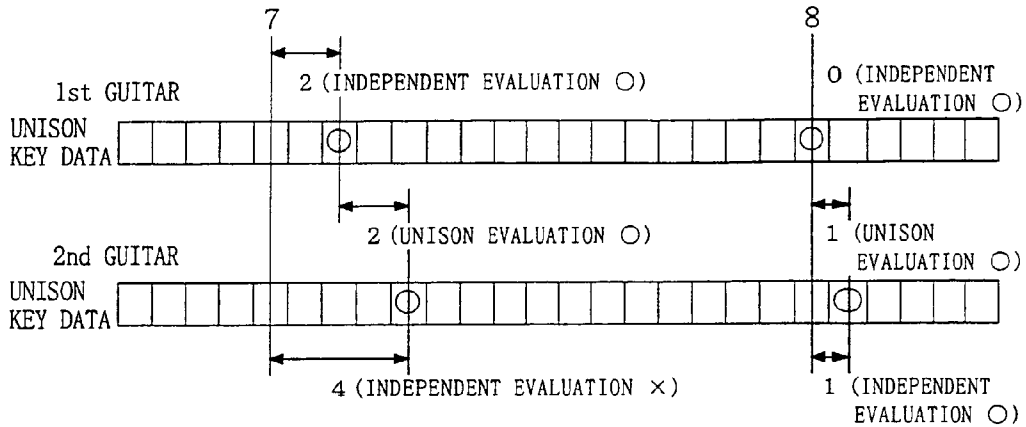 7
8
2 (INDEPENDENT EVALUATION ○)
0 (INDEPENDENT
EVALUATION ○)
1st GUITAR
UNISON
KEY DATA
2 (UNISON EVALUATION ○)
1 (UNISON
EVALUATION ○)
2nd GUITAR
UNISON
KEY DATA
4 (INDEPENDENT EVALUATION ×)
1 (INDEPENDENT
EVALUATION ○)